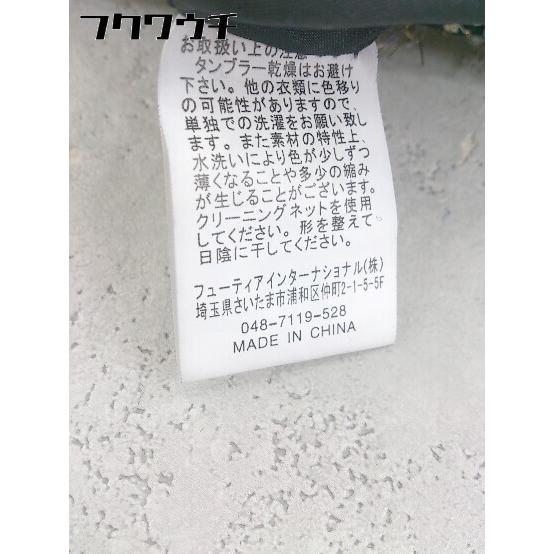 フクワウチ
お取扱い上の注意
タンブラー乾燥はお避け
下さい。他の衣類に色移り
の可能性がありますので、
単独での洗濯をお願い致し
ます。また素材の特性上、
水洗いにより色が少しずつ
薄くなることや多少の縮み
が生じることがございます。
クリーニングネットを使用
してください。形を整えて
日陰に干してください。
フューティアインターナショナル(株)
埼玉県さいたま市浦和区仲町2-1-5-5F
048-7119-528
MADE IN CHINA